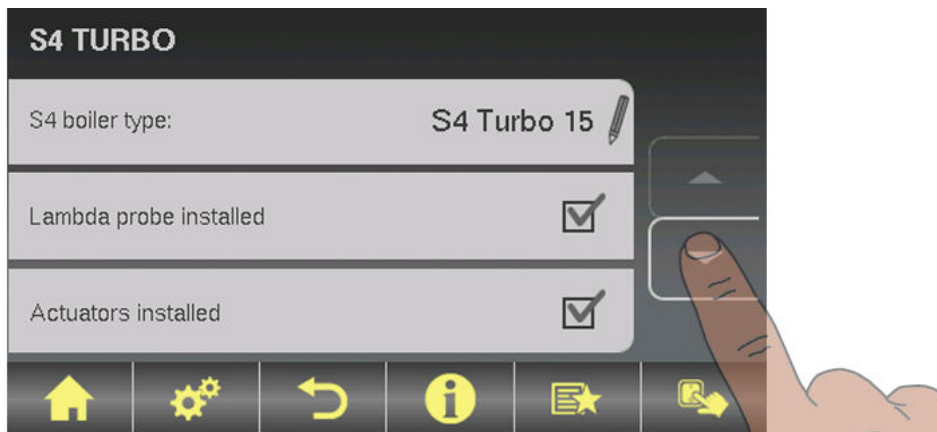 S4 TURBO
S4 boiler type: S4 Turbo 15
Lambda probe installed
Actuators installed